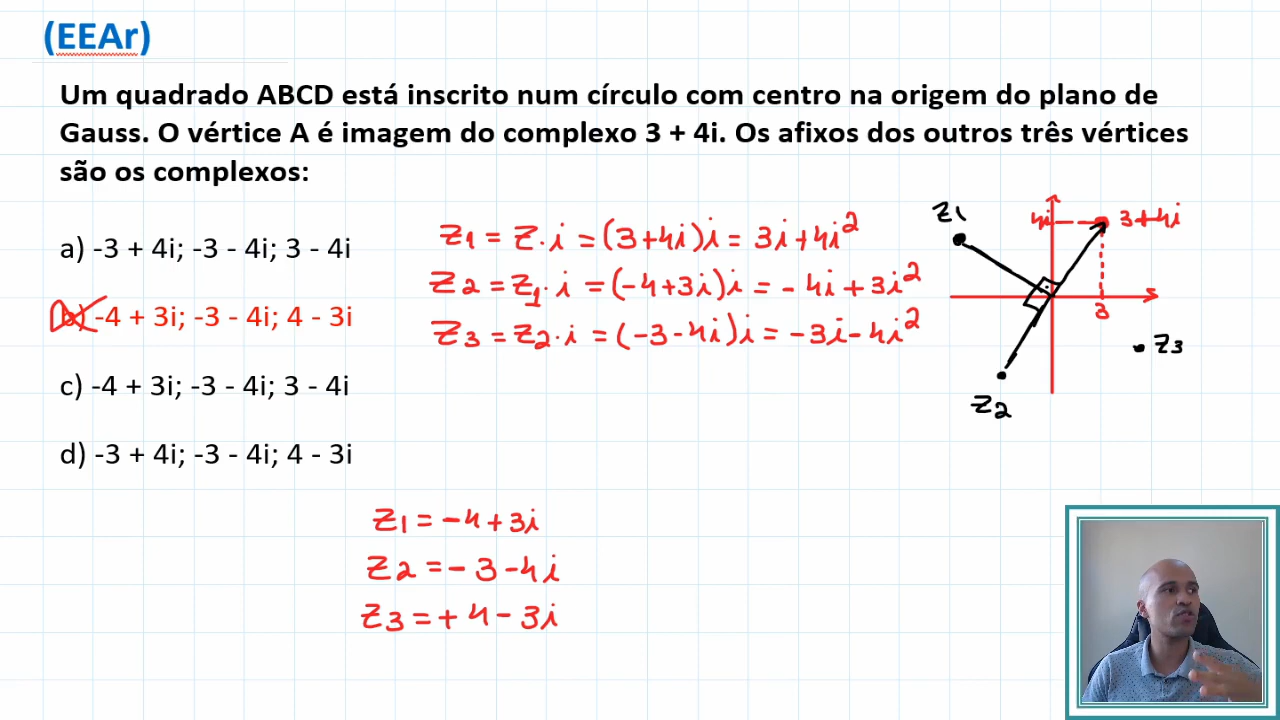 (EEAr)
Um quadrado ABCD está inscrito num círculo com centro na origem do plano de
Gauss. O vértice A é imagem do complexo 3 + 4i. Os afixos dos outros três vértices
são os complexos:
a) -3 + 4i; -3 - 4i; 3 - 4i
b) -4 + 3i; -3 - 4i; 4 - 3i
c) -4 + 3i; -3 - 4i; 3 - 4i
d) -3 + 4i; -3 - 4i; 4 - 3i
z1 = z·i = (3+4i)i = 3i+4i²
z2 = z1·i = (-4+3i)i = -4i+3i²
z3 = z2·i = (-3-4i)i = -3i-4i²
z1 = -4+3i
z2 = -3-4i
z3 = +4-3i
z1
4i
3+4i
3
z3
z2